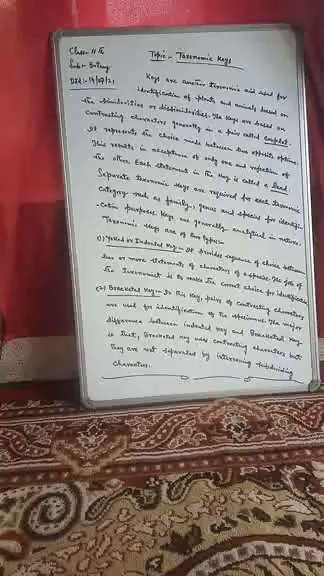 Class- 11 
Sub:- Botany
Dtd:- 19/07/21
Topic:- Taxonomic Keys
Keys are another taxonomic aid used for
identification of plants and animals based on
the similarities or dissimilarities. The keys are based on
contrasting characters generally in a pair called couplet.
It represents the choice made between two opposite options.
This results in acceptance of only one and rejection of
the other. Each statement in the key is called a lead.
Separate taxonomic keys are required for each taxonomic
category such as family, genus and species for identifi-
-cation purposes. Keys are generally analytical in nature.
Taxonomic keys are of two types:-
(1) Yoked or Indented Key:- It provides sequence of choice between
two or more statements of characters of a species. The job of
the taxonomist is to make the correct choice for identification
(2) Bracketed Key:- In this key, pairs of contrasting characters
are used for identification of the specimens. The major
difference between indented key and Bracketed Key
is that, Bracketed key uses contrasting characters but
they are not separated by intervening subdividing
characters.